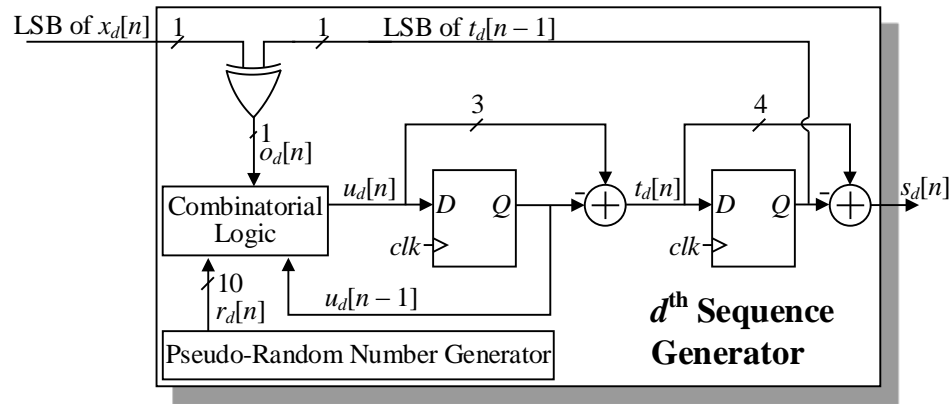 LSB of x_d[n]
1
1
LSB of t_d[n – 1]
1
o_d[n]
3
4
u_d[n]
t_d[n]
s_d[n]
Combinatorial
Logic
D Q
clk
-
D Q
clk
-
10
r_d[n]
u_d[n – 1]
Pseudo-Random Number Generator
d^th Sequence
Generator